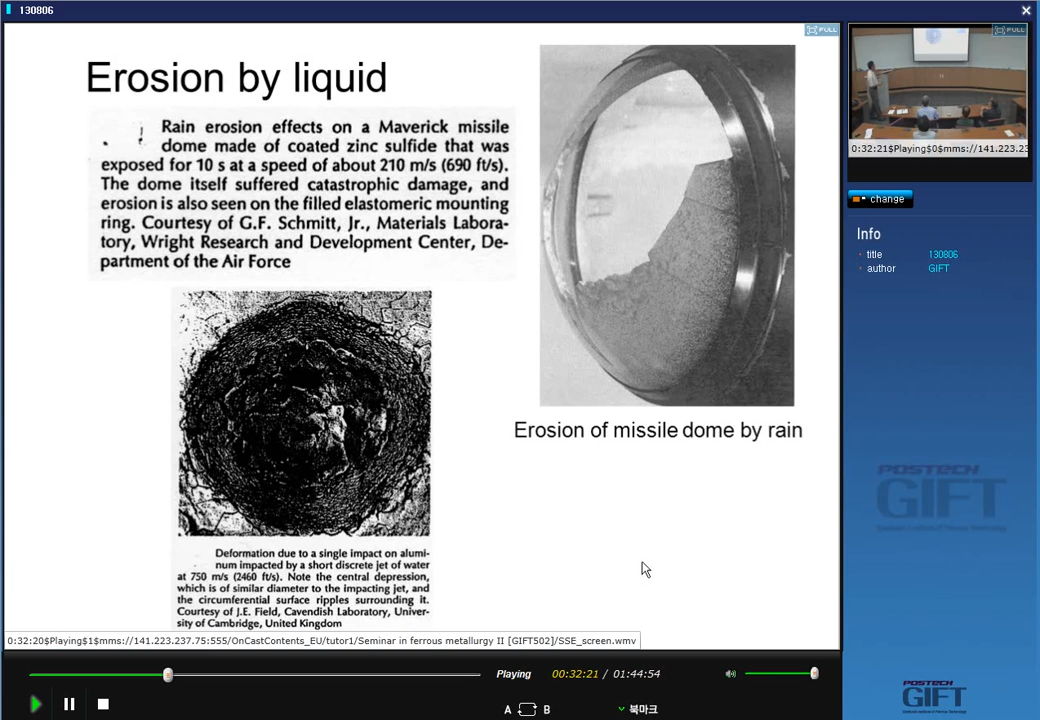 130806
FULL
Erosion by liquid
Rain erosion effects on a Maverick missile
dome made of coated zinc sulfide that was
exposed for 10 s at a speed of about 210 m/s (690 ft/s).
The dome itself suffered catastrophic damage, and
erosion is also seen on the filled elastomeric mounting
ring. Courtesy of G.F. Schmitt, Jr., Materials Labora-
tory, Wright Research and Development Center, De-
partment of the Air Force
Erosion of missile dome by rain
Deformation due to a single impact on alumi-
num impacted by a short discrete jet of water
at 750 m/s (2460 ft/s). Note the central depression,
which is of similar diameter to the impacting jet, and
the circumferential surface ripples surrounding it.
Courtesy of J.E. Field, Cavendish Laboratory, Univer-
sity of Cambridge, United Kingdom
0:32:20$Playing$1$mms://141.223.237.75:555/OnCastContents_EU/tutor1/Seminar in ferrous metallurgy II [GIFT502]/SSE_screen.wmv
Playing 00:32:21 / 01:44:54
A B 북마크
FULL
0:32:21$Playing$0$mms://141.223.23
change
Info
title 130806
author GIFT
POSTECH
GIFT
POSTECH
GIFT